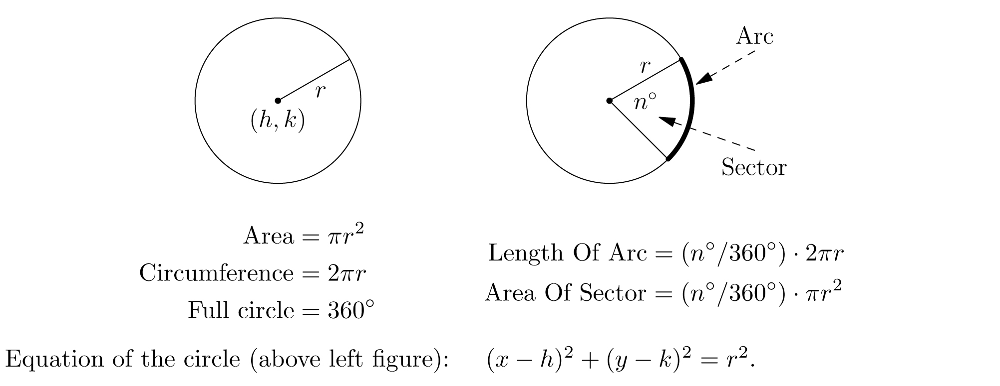 r
(h, k)
Arc
r
n°
Sector
Area = πr²
Circumference = 2πr
Full circle = 360°
Length Of Arc = (n°/360°) · 2πr
Area Of Sector = (n°/360°) · πr²
Equation of the circle (above left figure): (x − h)² + (y − k)² = r².